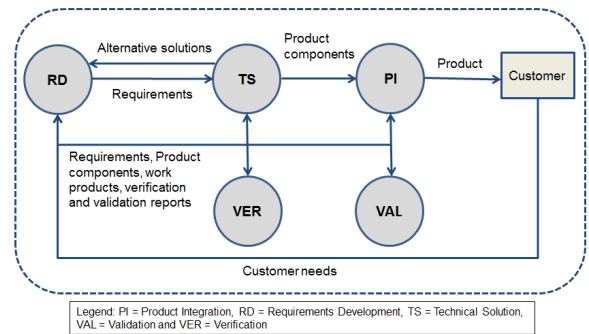 Alternative solutions
Product
components
Product
RD
TS
PI
Customer
Requirements
Requirements, Product
components, work
products, verification
and validation reports
VER
VAL
Customer needs
Legend: PI = Product Integration, RD = Requirements Development, TS = Technical Solution,
VAL = Validation and VER = Verification